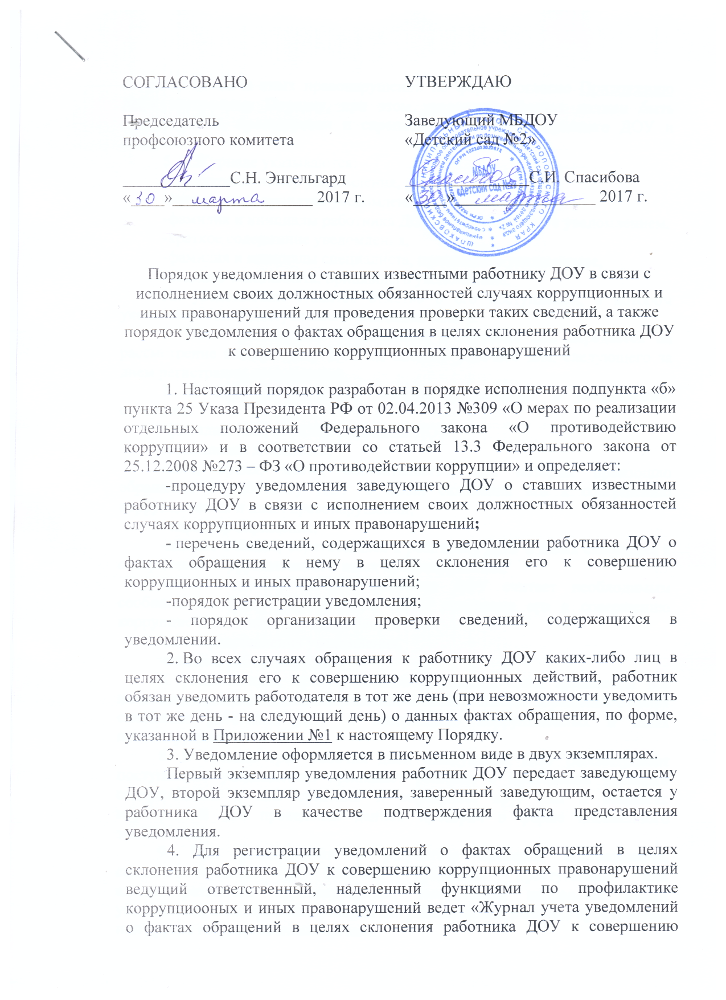 СОГЛАСОВАНО
Председатель
профсоюзного комитета
______________С.Н. Энгельгард
«30»марта 2017 г.
УТВЕРЖДАЮ
Заведующий МБДОУ
«Детский сад №2»
________________С.И. Спасибова
«30»марта 2017 г.
МБДОУ
«Детский сад №2»
Порядок уведомления о ставших известными работнику ДОУ в связи с
исполнением своих должностных обязанностей случаях коррупционных и
иных правонарушений для проведения проверки таких сведений, а также
порядок уведомления о фактах обращения в целях склонения работника ДОУ
к совершению коррупционных правонарушений
1. Настоящий порядок разработан в порядке исполнения подпункта «б»
пункта 25 Указа Президента РФ от 02.04.2013 №309 «О мерах по реализации
отдельных положений Федерального закона «О противодействию
коррупции» и в соответствии со статьей 13.3 Федерального закона от
25.12.2008 №273 – ФЗ «О противодействии коррупции» и определяет:
-процедуру уведомления заведующего ДОУ о ставших известными
работнику ДОУ в связи с исполнением своих должностных обязанностей
случаях коррупционных и иных правонарушений;
- перечень сведений, содержащихся в уведомлении работника ДОУ о
фактах обращения к нему в целях склонения его к совершению
коррупционных и иных правонарушений;
-порядок регистрации уведомления;
- порядок организации проверки сведений, содержащихся в
уведомлении.
2. Во всех случаях обращения к работнику ДОУ каких-либо лиц в
целях склонения его к совершению коррупционных действий, работник
обязан уведомить работодателя в тот же день (при невозможности уведомить
в тот же день - на следующий день) о данных фактах обращения, по форме,
указанной в Приложении №1 к настоящему Порядку.
3. Уведомление оформляется в письменном виде в двух экземплярах.
Первый экземпляр уведомления работник ДОУ передает заведующему
ДОУ, второй экземпляр уведомления, заверенный заведующим, остается у
работника ДОУ в качестве подтверждения факта представления
уведомления.
4. Для регистрации уведомлений о фактах обращений в целях
склонения работника ДОУ к совершению коррупционных правонарушений
ведущий ответственный, наделенный функциями по профилактике
коррупциооных и иных правонарушений ведет «Журнал учета уведомлений
о фактах обращений в целях склонения работника ДОУ к совершению